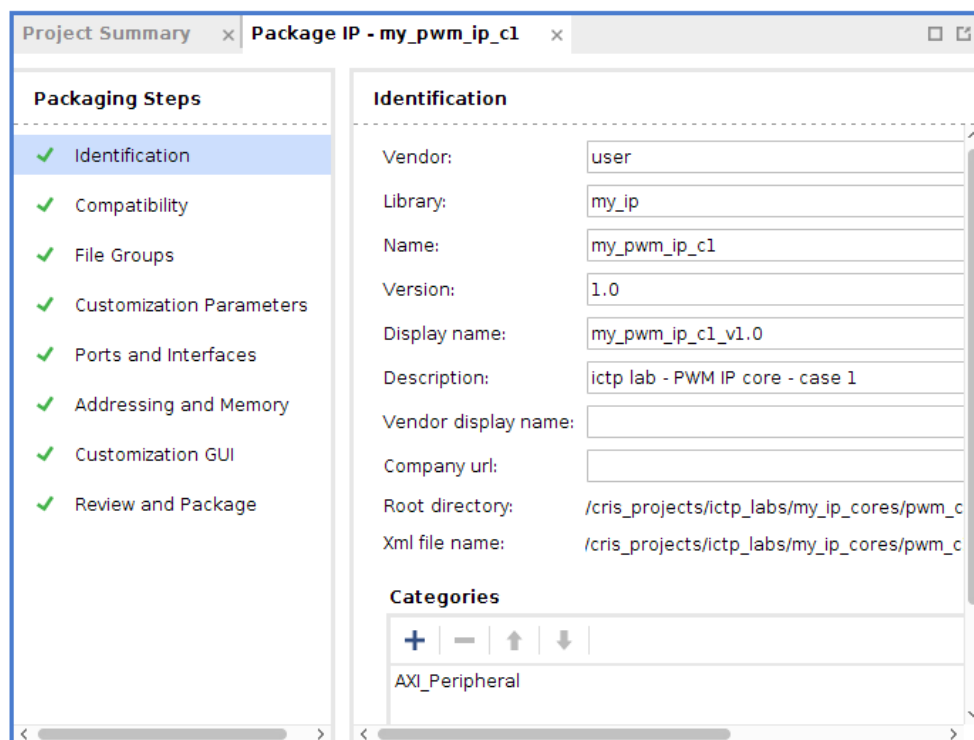 Project Summary
Package IP - my_pwm_ip_c1
Packaging Steps
Identification
Compatibility
File Groups
Customization Parameters
Ports and Interfaces
Addressing and Memory
Customization GUI
Review and Package
Identification
Vendor: user
Library: my_ip
Name: my_pwm_ip_c1
Version: 1.0
Display name: my_pwm_ip_c1_v1.0
Description: ictp lab - PWM IP core - case 1
Vendor display name:
Company url:
Root directory: /cris_projects/ictp_labs/my_ip_cores/pwm_c
Xml file name: /cris_projects/ictp_labs/my_ip_cores/pwm_c
Categories
AXI_Peripheral